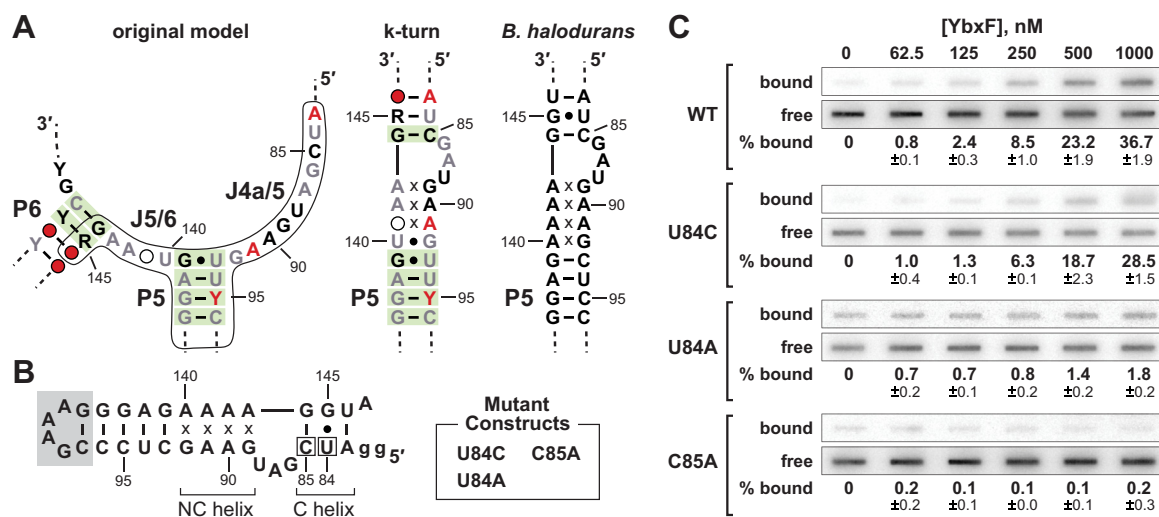 A
original model
k-turn
B. halodurans
3′
5′
A
U
C
G
A
U
G
A
A
G
85
90
J4a/5
Y
G
C
Y
G
R
Y
P6
J5/6
140
145
A
A
U
G • U
A U
G Y
G C
P5
95
3′ 5′
A
145 R U
G C 85
G
A
U
A x G
A x A 90
x A
140 U • G
G • U
A U
G Y 95
G C
P5
3′ 5′
U A
145 G • U
G C 85
G
A
U
A x G
A x A 90
A x A
140 A x G
G C
A U
G C 95
G C
P5
B
140 145
A G G G A G A A A A G G U A
A x x x x •
A G C C C U C G A A G U A G C U A g g 5′
95 90 85 84
NC helix C helix
Mutant
Constructs
U84C C85A
U84A
C
[YbxF], nM
0 62.5 125 250 500 1000
WT
bound
free
% bound 0 0.8 2.4 8.5 23.2 36.7
±0.1 ±0.3 ±1.0 ±1.9 ±1.9
U84C
bound
free
% bound 0 1.0 1.3 6.3 18.7 28.5
±0.4 ±0.1 ±0.1 ±2.3 ±1.5
U84A
bound
free
% bound 0 0.7 0.7 0.8 1.4 1.8
±0.2 ±0.1 ±0.2 ±0.2 ±0.2
C85A
bound
free
% bound 0 0.2 0.1 0.1 0.1 0.2
±0.2 ±0.1 ±0.0 ±0.1 ±0.3